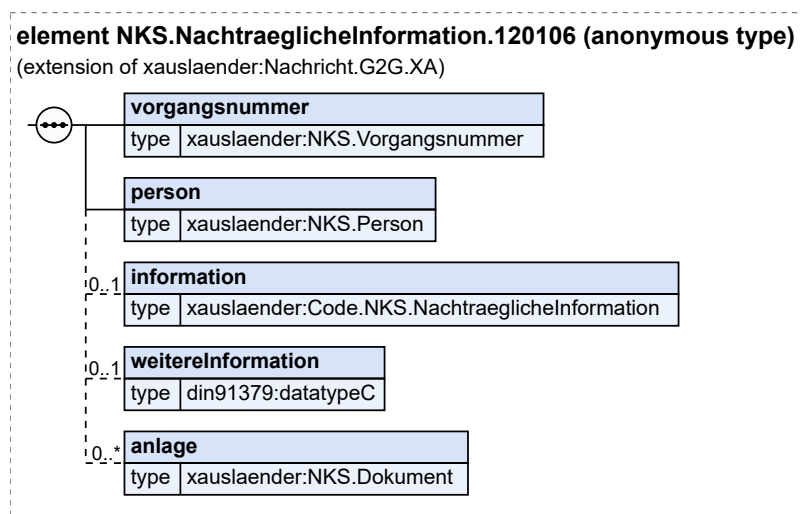 element NKS.NachtraeglicheInformation.120106 (anonymous type)
(extension of xauslaender:Nachricht.G2G.XA)
vorgangsnummer
type xauslaender:NKS.Vorgangsnummer
person
type xauslaender:NKS.Person
0..1 information
type xauslaender:Code.NKS.NachtraeglicheInformation
0..1 weitereInformation
type din91379:datatypeC
0..* anlage
type xauslaender:NKS.Dokument